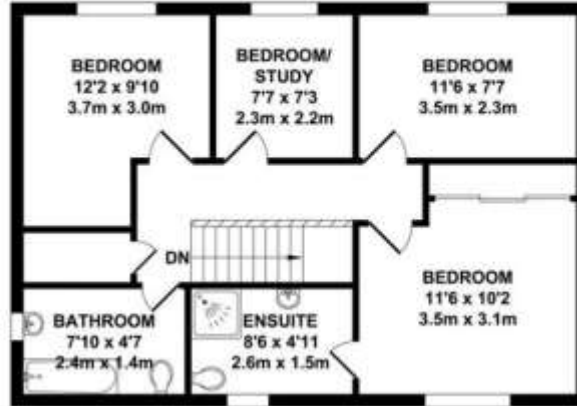 BEDROOM
12'2 x 9'10
3.7m x 3.0m
BEDROOM/
STUDY
7'7 x 7'3
2.3m x 2.2m
BEDROOM
11'6 x 7'7
3.5m x 2.3m
DN
BEDROOM
11'6 x 10'2
3.5m x 3.1m
BATHROOM
7'10 x 4'7
2.4m x 1.4m
ENSUITE
8'6 x 4'11
2.6m x 1.5m